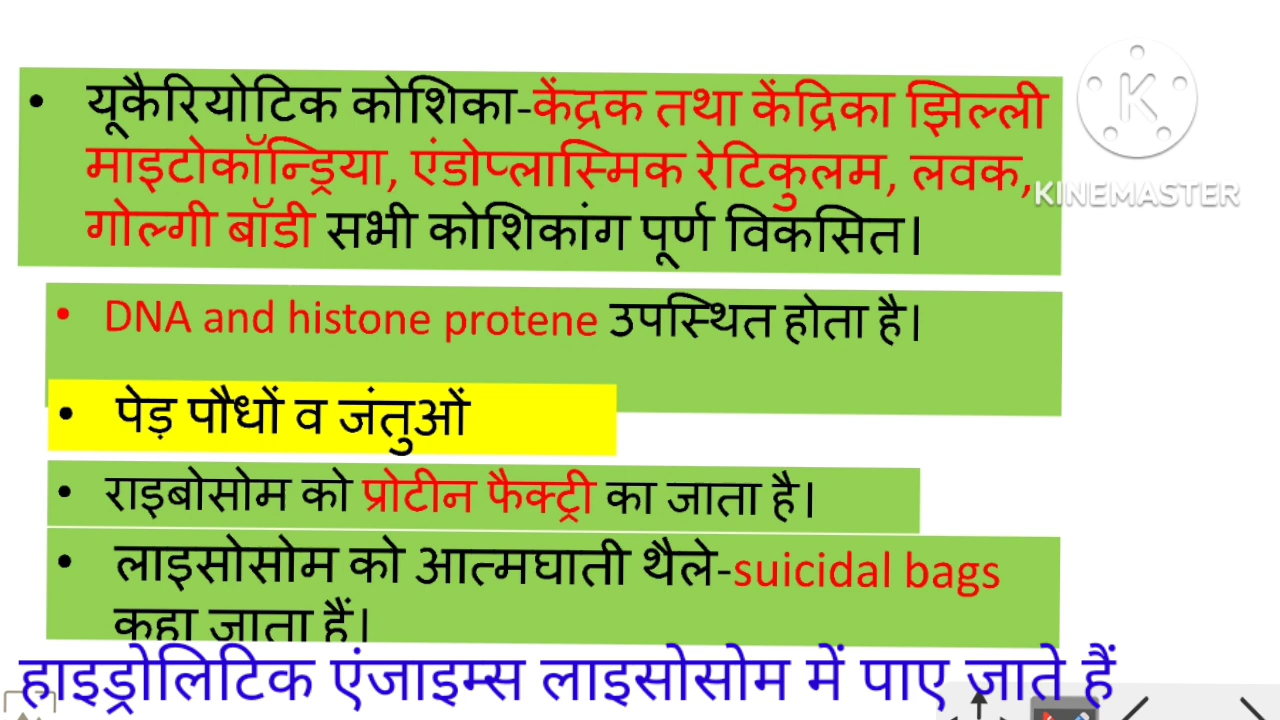 • यूकैरियोटिक कोशिका-केंद्रक तथा केंद्रिका झिल्ली
माइटोकॉन्ड्रिया, एंडोप्लास्मिक रेटिकुलम, लवक,
गोल्गी बॉडी सभी कोशिकांग पूर्ण विकसित।
K
KINEMASTER
• DNA and histone protene उपस्थित होता है।
• पेड़ पौधों व जंतुओं
• राइबोसोम को प्रोटीन फैक्ट्री का जाता है।
• लाइसोसोम को आत्मघाती थैले-suicidal bags
कहा जाता हैं।
हाइड्रोलिटिक एंजाइम्स लाइसोसोम में पाए जाते हैं